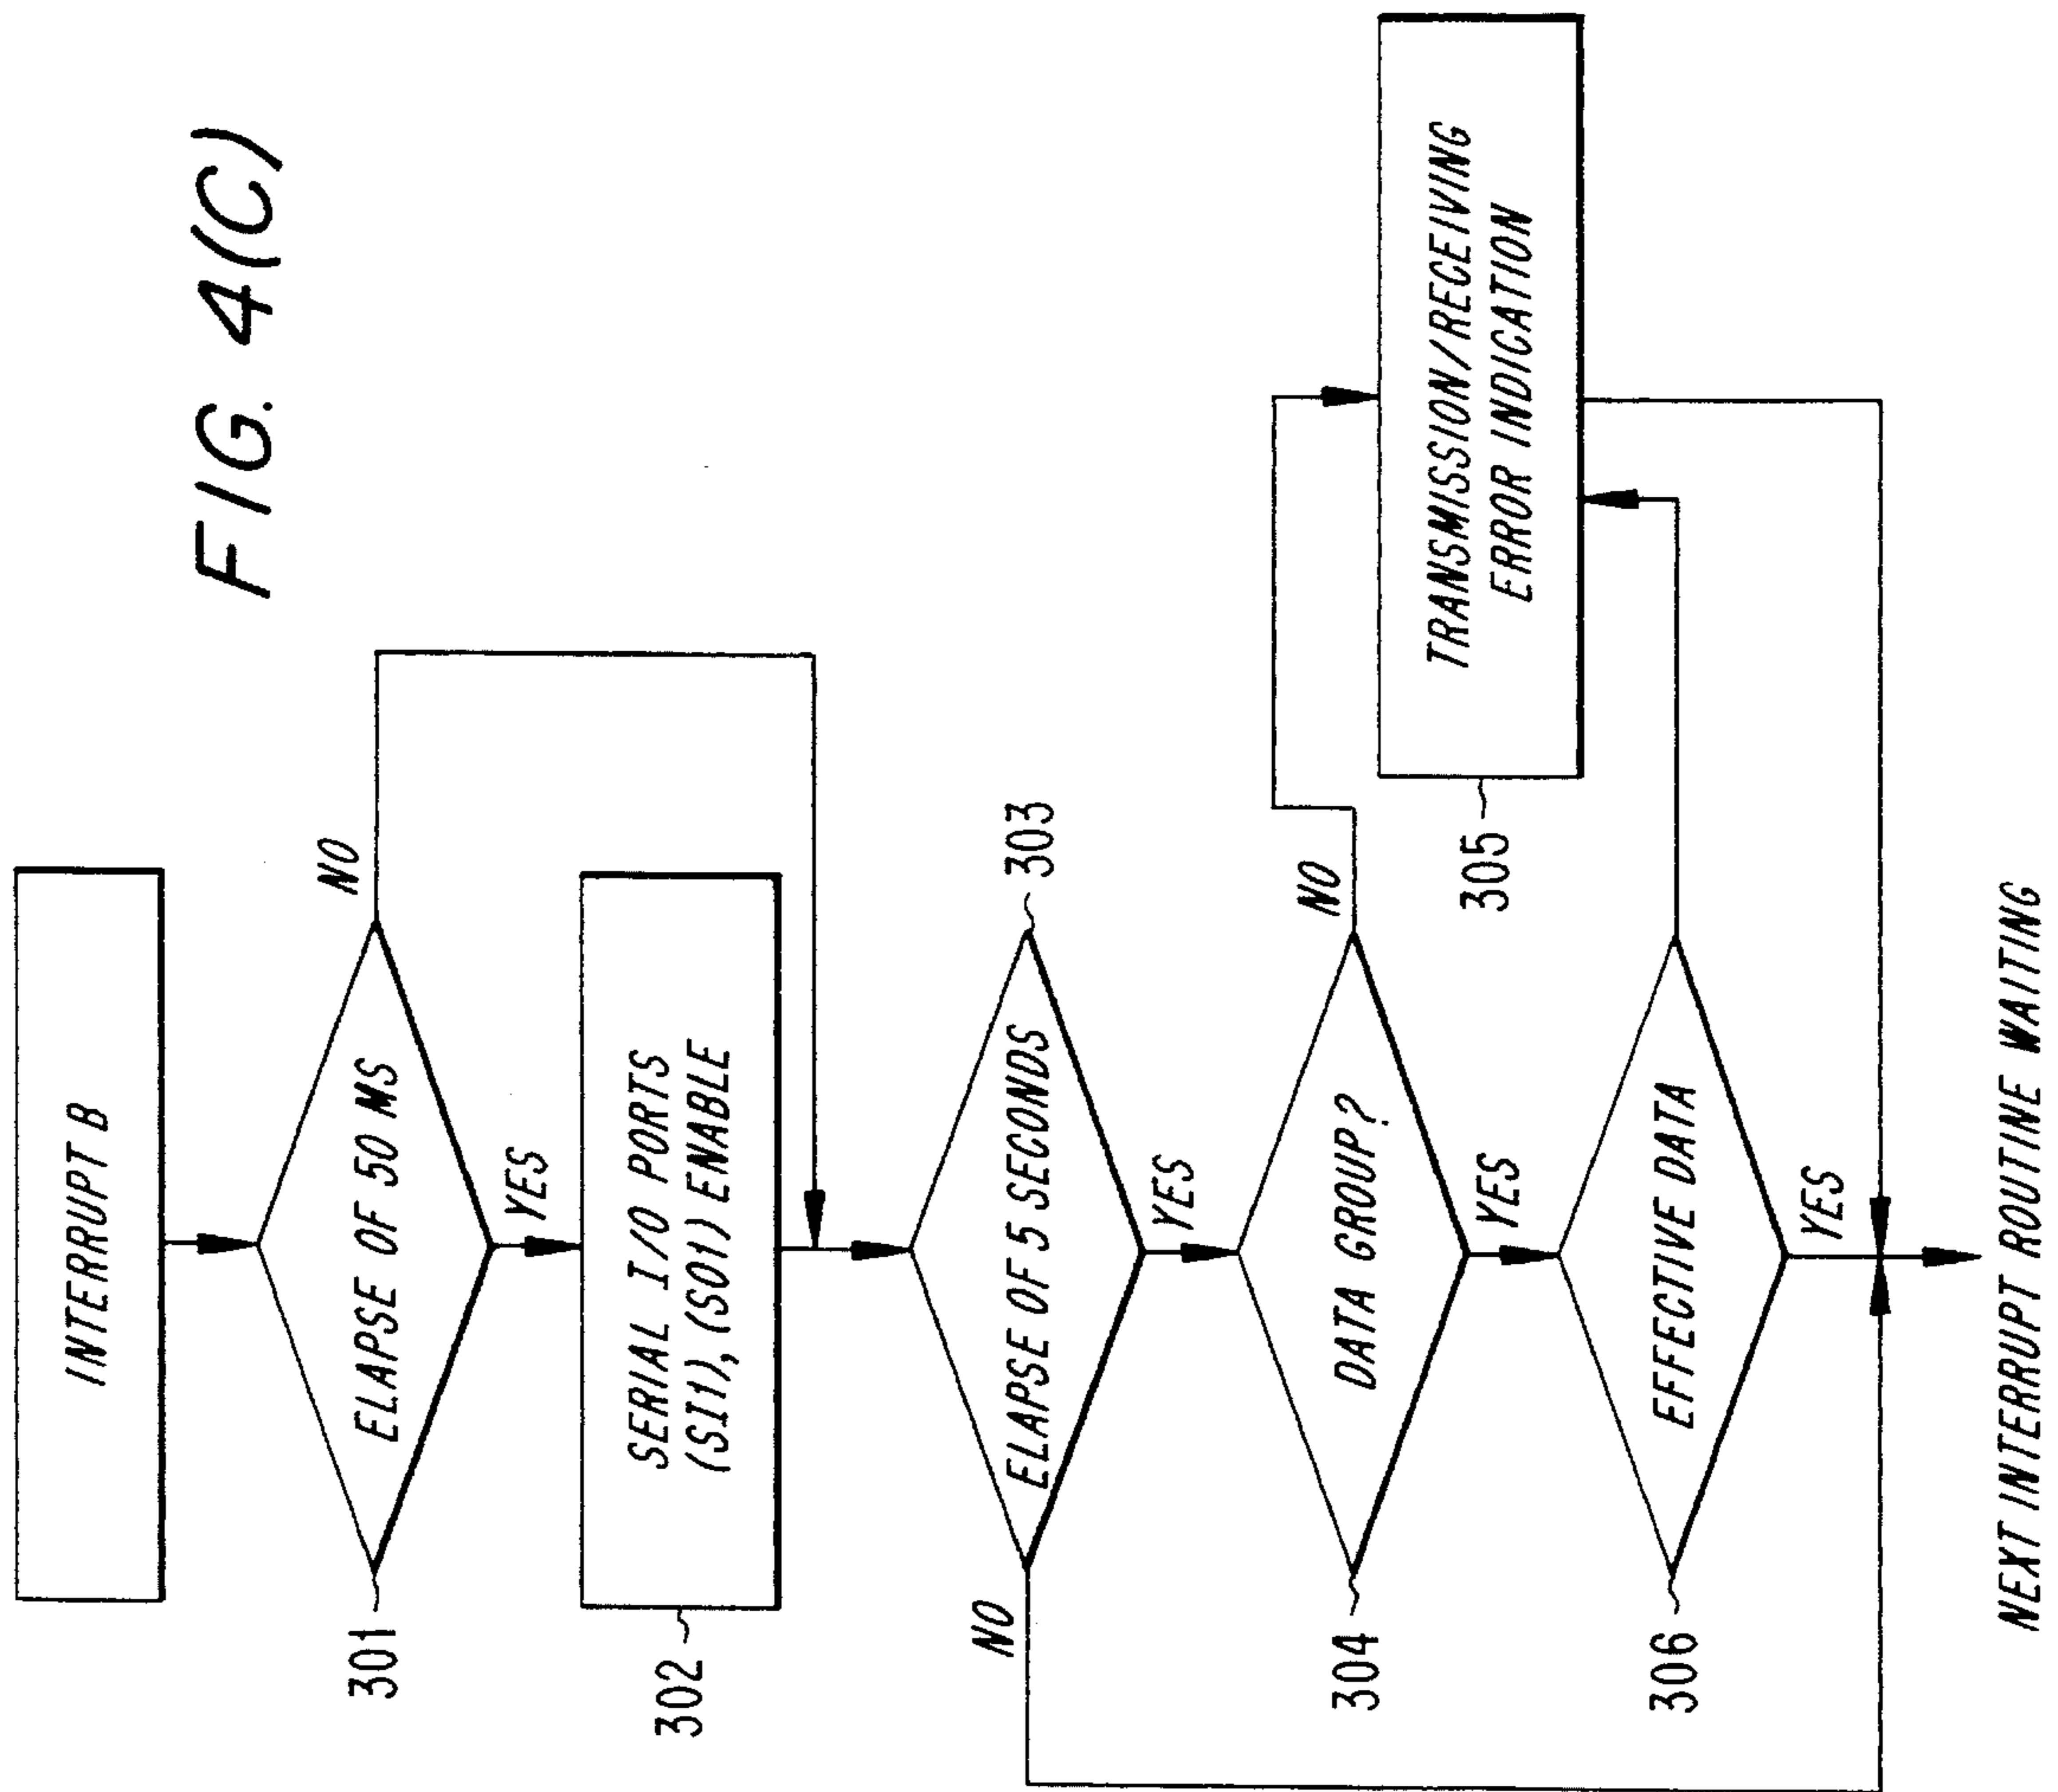 FIG. 4(C)
INTERRUPT B
301
ELAPSE OF 50 MS
NO
YES
302
SERIAL I/O PORTS
(SI1), (SO1) ENABLE
303
ELAPSE OF 5 SECONDS
NO
YES
304
DATA GROUP?
NO
YES
305
TRANSMISSION/RECEIVING
ERROR INDICATION
306
EFFECTIVE DATA
YES
NEXT INTERRUPT ROUTINE WAITING